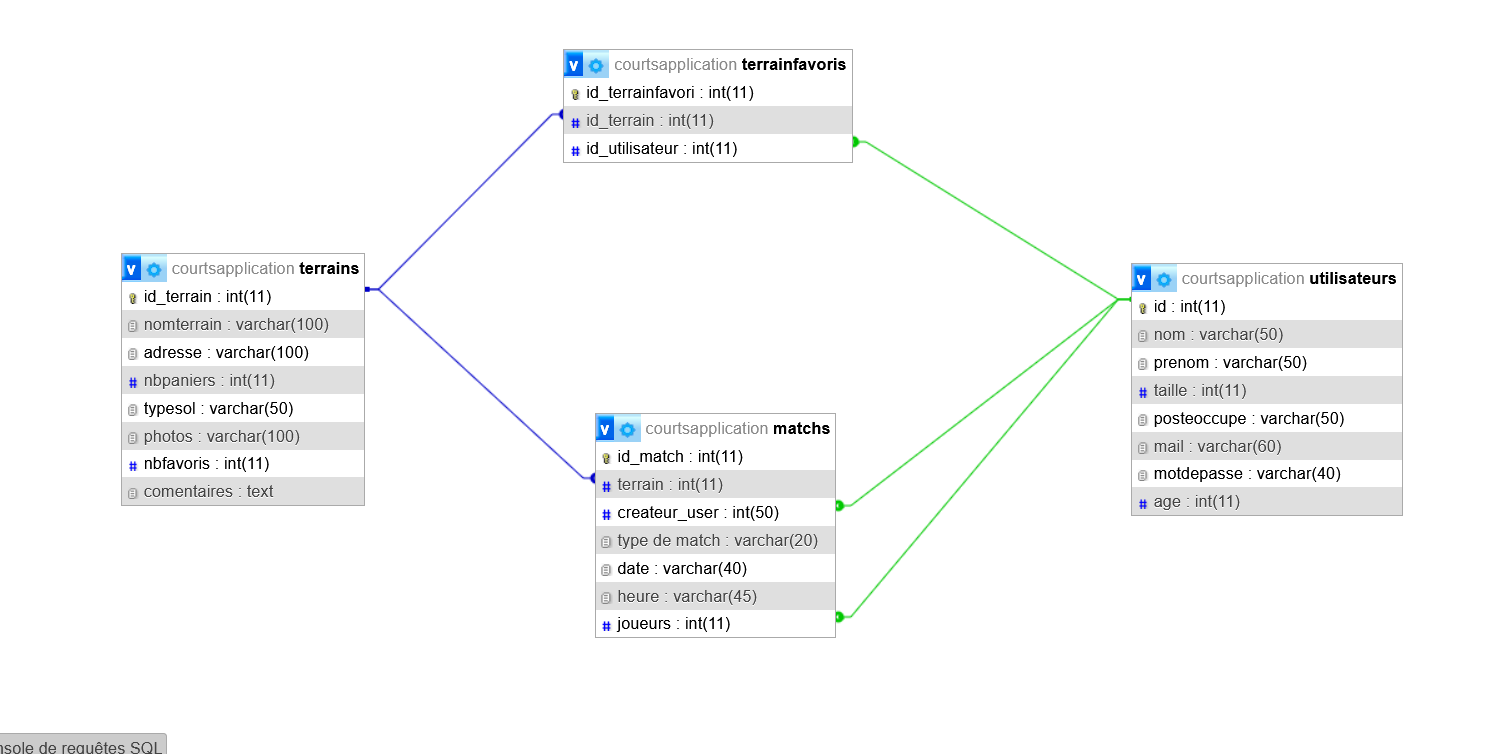 v courtsapplication terrainfavoris
id_terrainfavori : int(11)
# id_terrain : int(11)
# id_utilisateur : int(11)
v courtsapplication terrains
id_terrain : int(11)
nomterrain : varchar(100)
adresse : varchar(100)
# nbpaniers : int(11)
typesol : varchar(50)
photos : varchar(100)
# nbfavoris : int(11)
comentaires : text
v courtsapplication matchs
id_match : int(11)
# terrain : int(11)
# createur_user : int(50)
type de match : varchar(20)
date : varchar(40)
heure : varchar(45)
# joueurs : int(11)
v courtsapplication utilisateurs
id : int(11)
nom : varchar(50)
prenom : varchar(50)
# taille : int(11)
posteoccupe : varchar(50)
mail : varchar(60)
motdepasse : varchar(40)
# age : int(11)
nsole de requêtes SQL